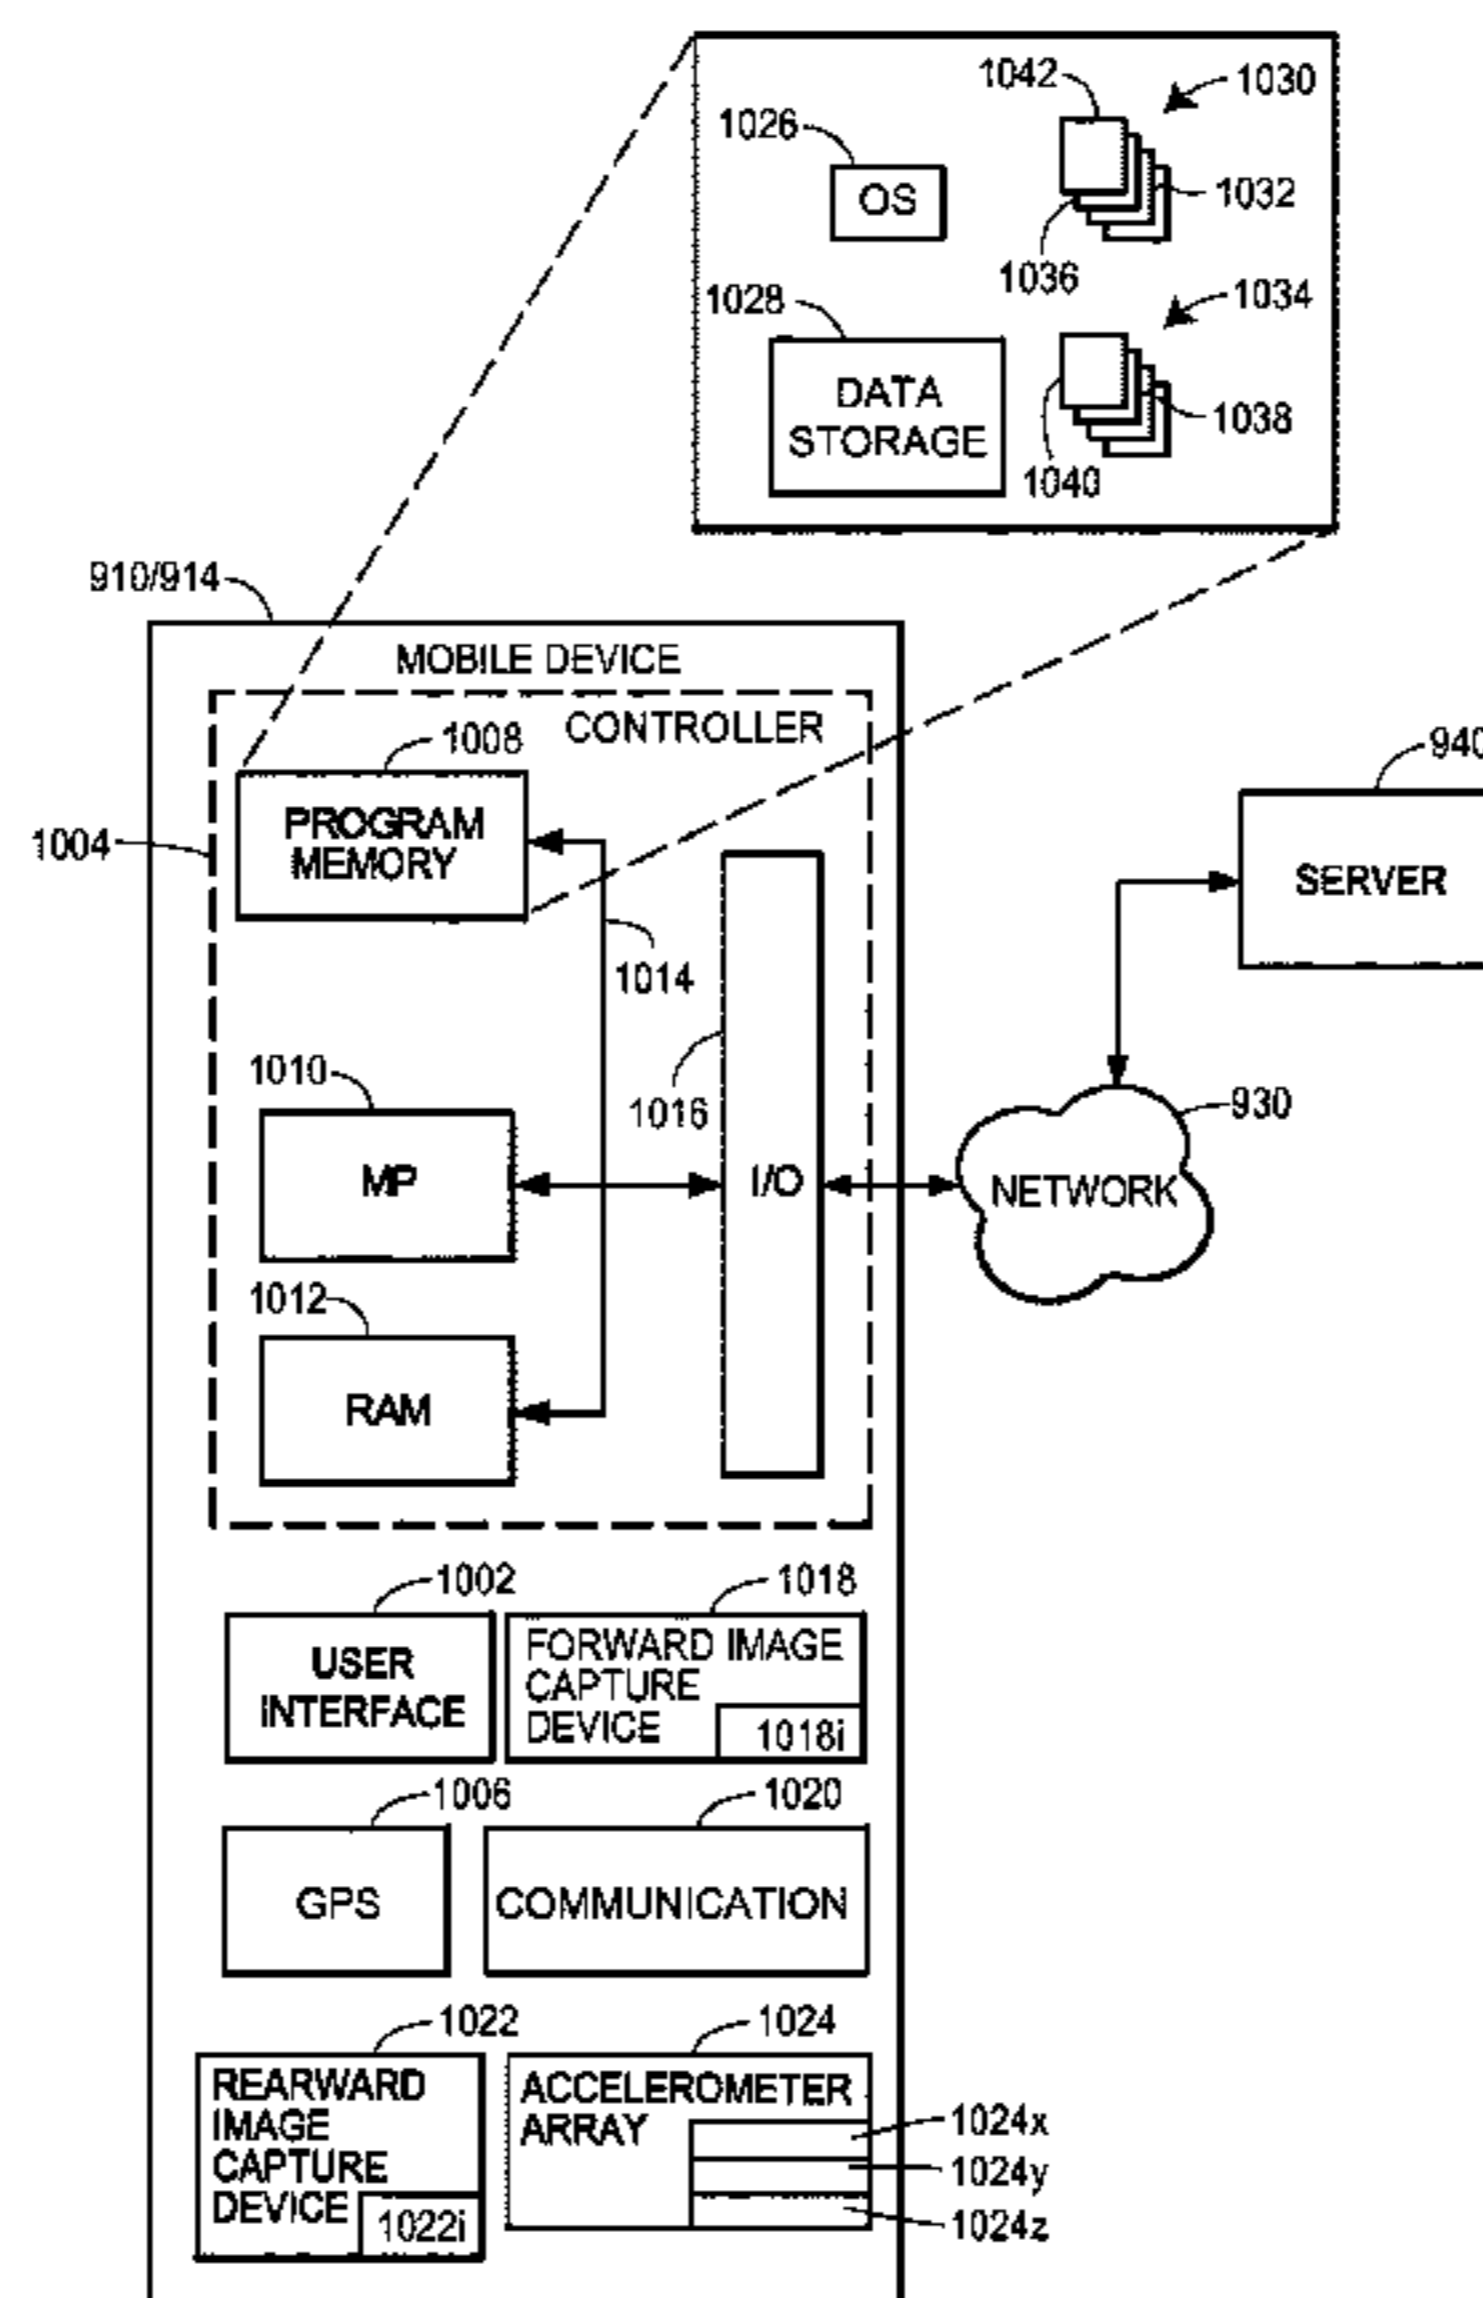 1042
1030
1026
OS
1032
1036
1028
1034
DATA
STORAGE
1038
1040
910/914
MOBILE DEVICE
CONTROLLER
1008
PROGRAM
MEMORY
1004
940
SERVER
1014
1010
1016
930
MP
I/O
NETWORK
1012
RAM
1002
1018
USER
INTERFACE
FORWARD IMAGE
CAPTURE
DEVICE
1018i
1006
1020
GPS
COMMUNICATION
1022
1024
REARWARD
IMAGE
CAPTURE
DEVICE
1022i
ACCELEROMETER
ARRAY
1024x
1024y
1024z